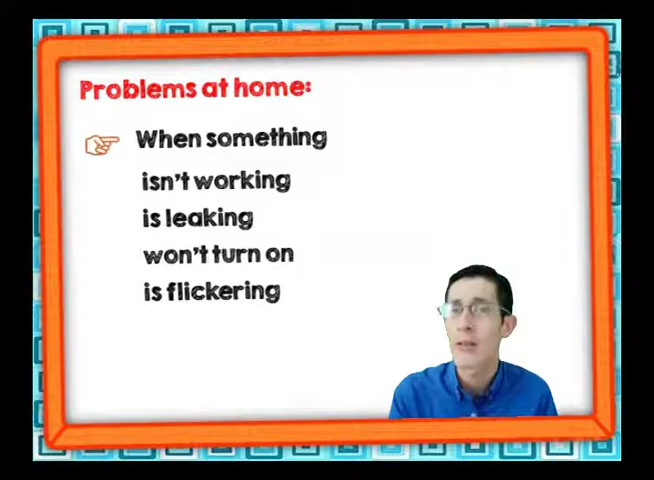 Problems at home:
When something
isn't working
is leaking
won't turn on
is flickering